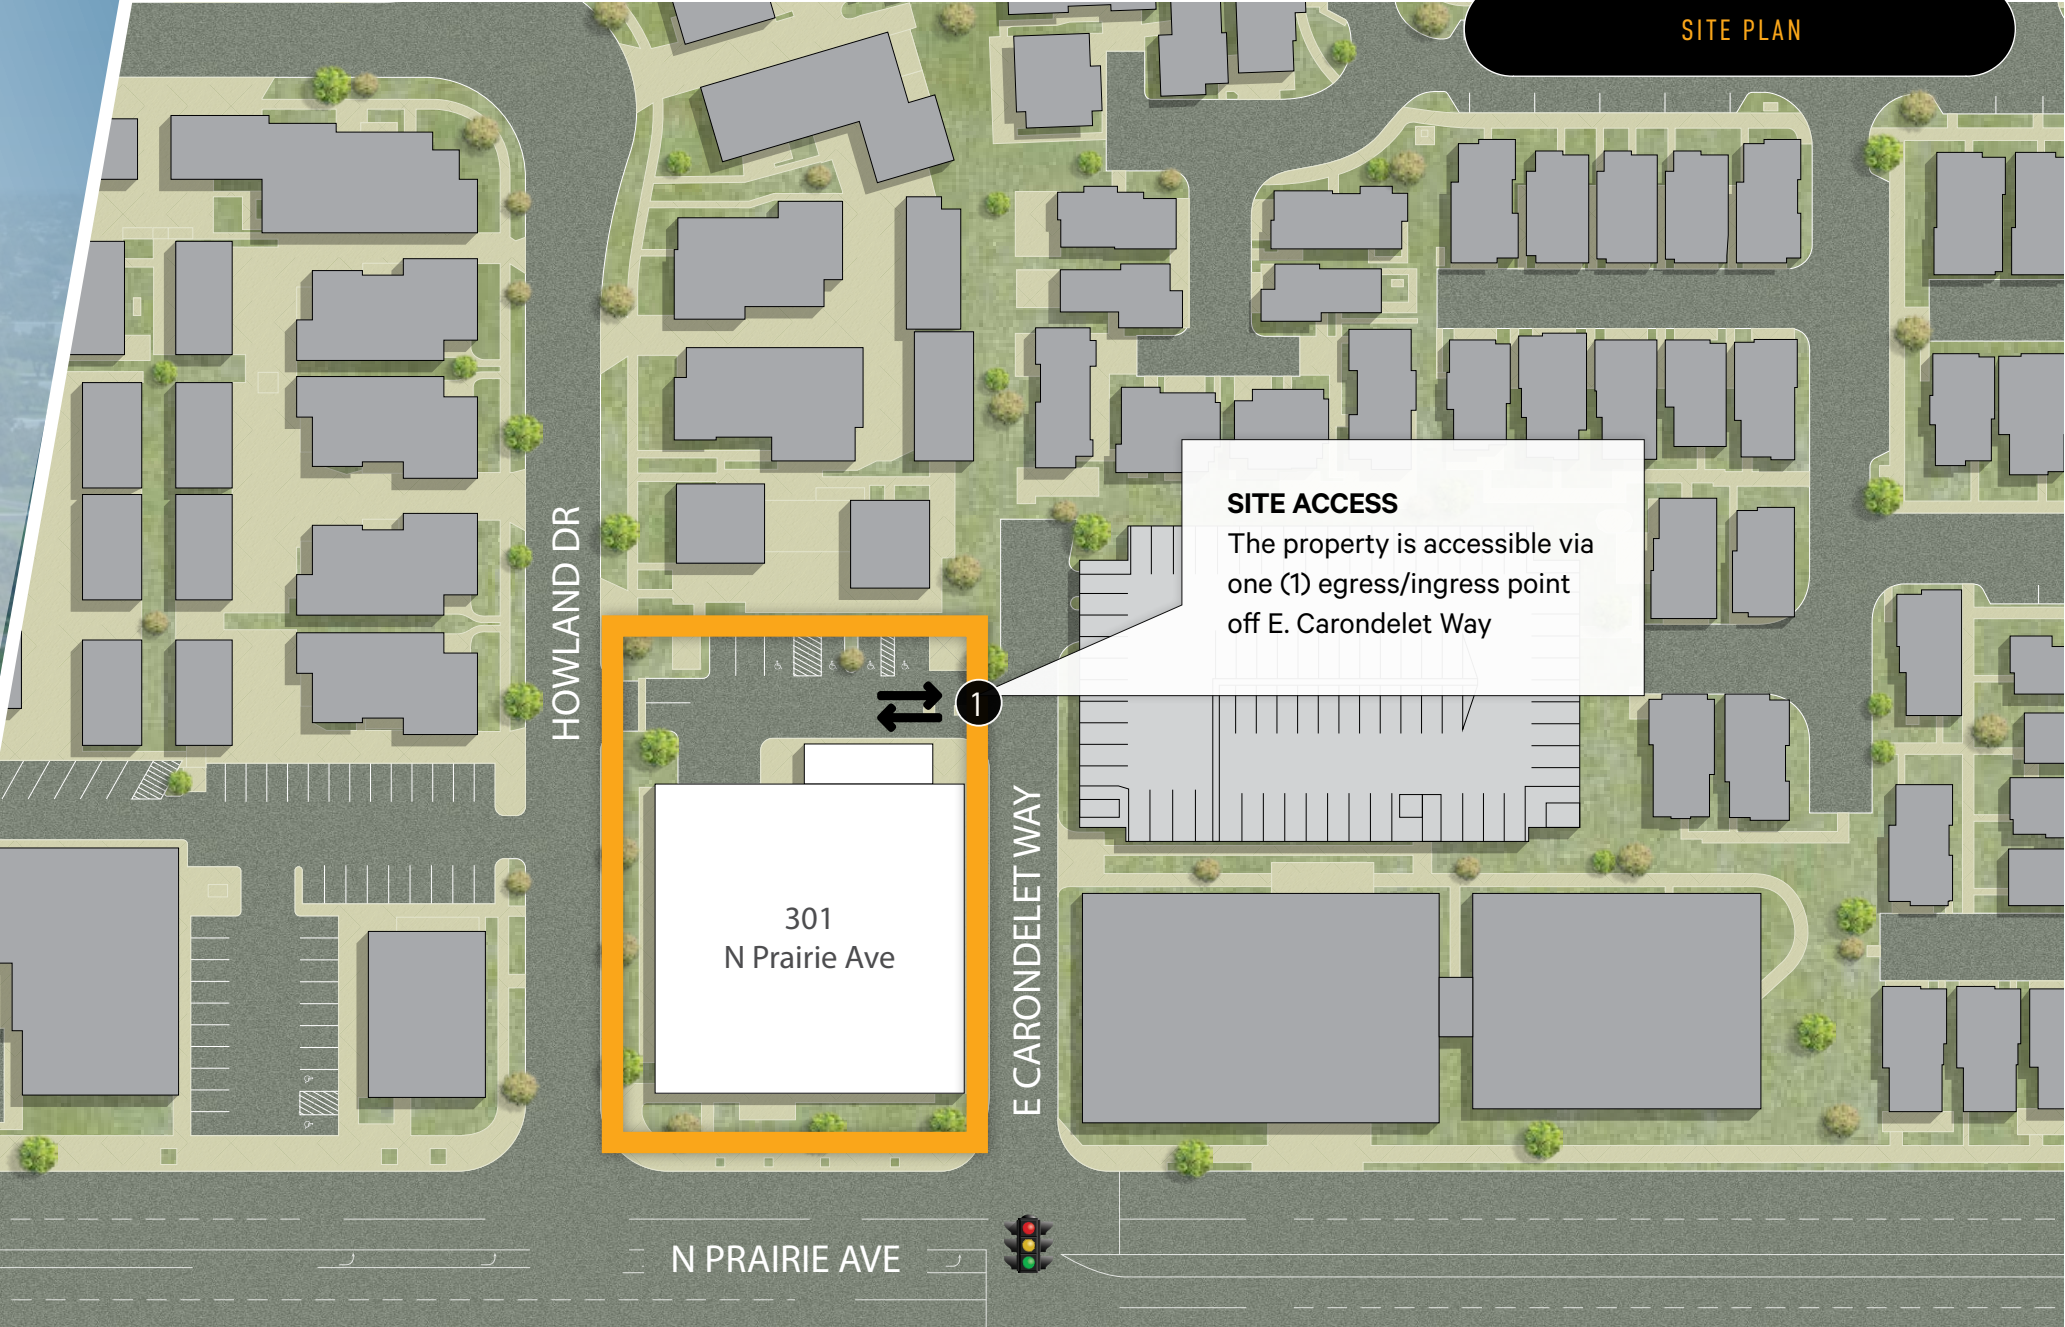 SITE PLAN
SITE ACCESS
The property is accessible via
one (1) egress/ingress point
off E. Carondelet Way
HOWLAND DR
1
E CARONDELET WAY
301
N Prairie Ave
N PRAIRIE AVE